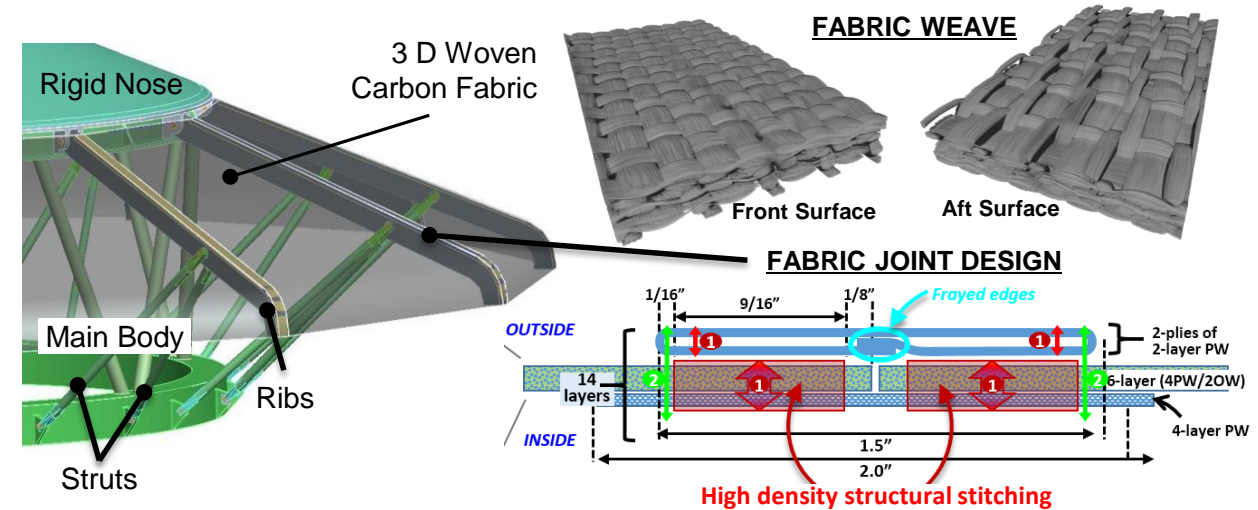 Rigid Nose
3 D Woven
Carbon Fabric
Main Body
Ribs
Struts
FABRIC WEAVE
Front Surface
Aft Surface
FABRIC JOINT DESIGN
1/16”
9/16”
1/8”
Frayed edges
OUTSIDE
1
1
2-plies of
2-layer PW
14
layers
2
1
1
2
6-layer (4PW/2OW)
4-layer PW
INSIDE
1.5”
2.0”
High density structural stitching